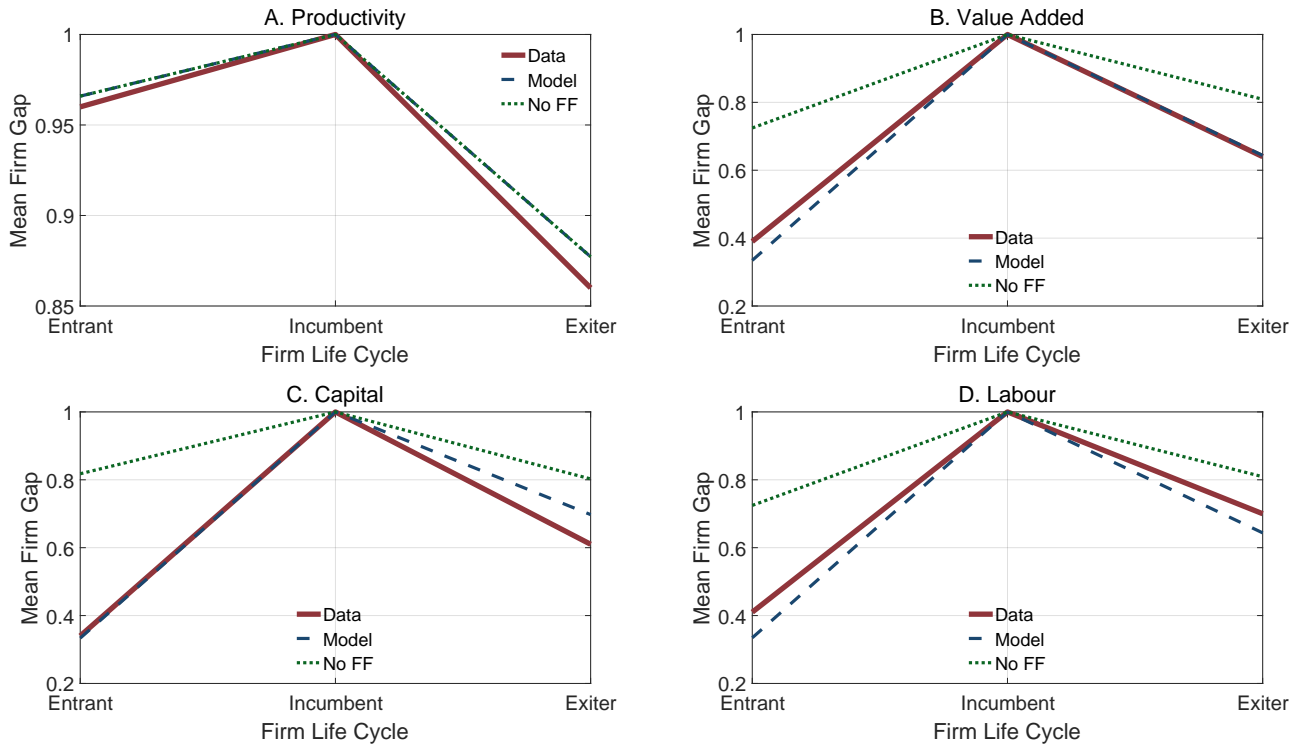 A. Productivity
1
0.95
0.9
0.85
Mean Firm Gap
Data
Model
No FF
Entrant Incumbent Exiter
Firm Life Cycle
B. Value Added
1
0.8
0.6
0.4
0.2
Mean Firm Gap
Data
Model
No FF
Entrant Incumbent Exiter
Firm Life Cycle
C. Capital
1
0.8
0.6
0.4
0.2
Mean Firm Gap
Data
Model
No FF
Entrant Incumbent Exiter
Firm Life Cycle
D. Labour
1
0.8
0.6
0.4
0.2
Mean Firm Gap
Data
Model
No FF
Entrant Incumbent Exiter
Firm Life Cycle